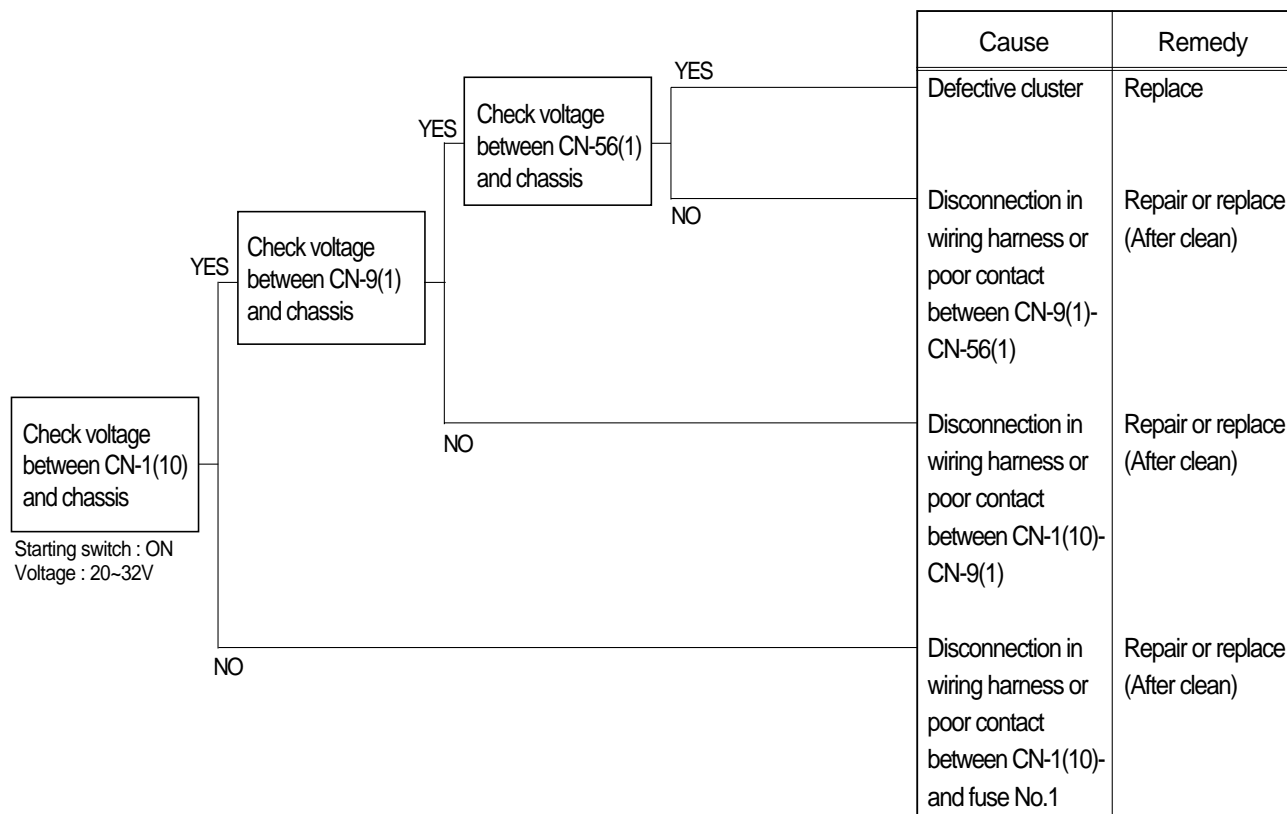 Cause
Remedy
YES
Defective cluster
Replace
YES
Check voltage
between CN-56(1)
and chassis
NO
Disconnection in
wiring harness or
poor contact
between CN-9(1)-
CN-56(1)
Repair or replace
(After clean)
YES
Check voltage
between CN-9(1)
and chassis
NO
Disconnection in
wiring harness or
poor contact
between CN-1(10)-
CN-9(1)
Repair or replace
(After clean)
Check voltage
between CN-1(10)
and chassis
Starting switch : ON
Voltage : 20~32V
NO
Disconnection in
wiring harness or
poor contact
between CN-1(10)-
and fuse No.1
Repair or replace
(After clean)